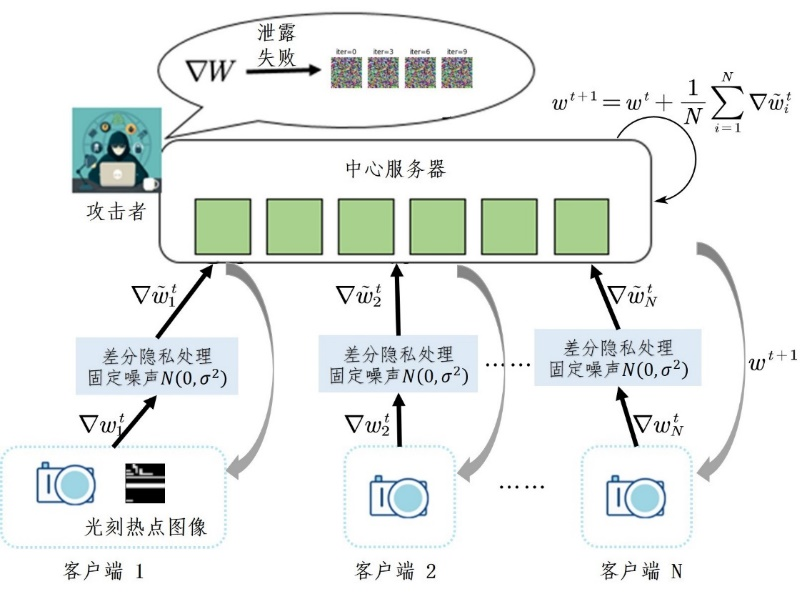 泄露
失败
∇W
iter=0 iter=3 iter=6 iter=9
w^{t+1} = w^t + \frac{1}{N} \sum_{i=1}^{N} ∇\tilde{w}_i^t
中心服务器
攻击者
∇\tilde{w}_1^t
∇\tilde{w}_2^t
∇\tilde{w}_N^t
差分隐私处理
固定噪声N(0,σ²)
差分隐私处理
固定噪声N(0,σ²)
……
差分隐私处理
固定噪声N(0,σ²)
w^{t+1}
∇w_1^t
∇w_2^t
∇w_N^t
光刻热点图像
……
客户端 1
客户端 2
客户端 N